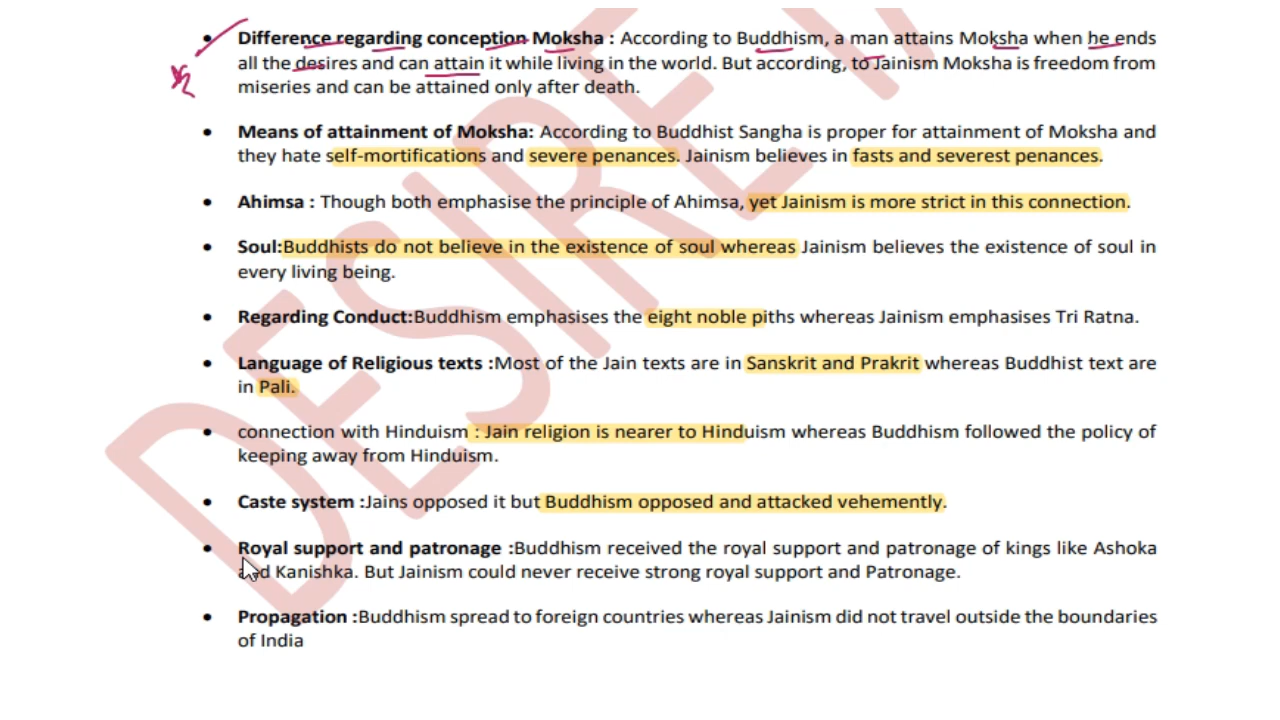 • Difference regarding conception Moksha : According to Buddhism, a man attains Moksha when he ends
all the desires and can attain it while living in the world. But according, to Jainism Moksha is freedom from
miseries and can be attained only after death.
• Means of attainment of Moksha: According to Buddhist Sangha is proper for attainment of Moksha and
they hate self-mortifications and severe penances. Jainism believes in fasts and severest penances.
• Ahimsa : Though both emphasise the principle of Ahimsa, yet Jainism is more strict in this connection.
• Soul:Buddhists do not believe in the existence of soul whereas Jainism believes the existence of soul in
every living being.
• Regarding Conduct:Buddhism emphasises the eight noble piths whereas Jainism emphasises Tri Ratna.
• Language of Religious texts :Most of the Jain texts are in Sanskrit and Prakrit whereas Buddhist text are
in Pali.
• connection with Hinduism : Jain religion is nearer to Hinduism whereas Buddhism followed the policy of
keeping away from Hinduism.
• Caste system :Jains opposed it but Buddhism opposed and attacked vehemently.
• Royal support and patronage :Buddhism received the royal support and patronage of kings like Ashoka
and Kanishka. But Jainism could never receive strong royal support and Patronage.
• Propagation :Buddhism spread to foreign countries whereas Jainism did not travel outside the boundaries
of India
DESIRE